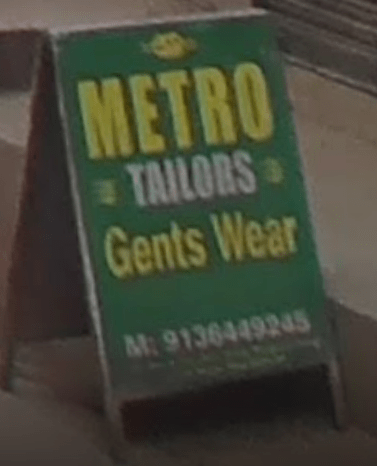 METRO
TAILORS
Gents Wear
M: 9136449245